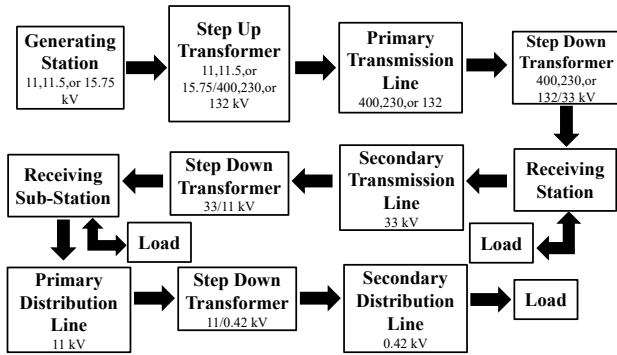 Generating
Station
11,11.5,or 15.75
kV
Step Up
Transformer
11,11.5,or
15.75/400,230,or
132 kV
Primary
Transmission
Line
400,230,or 132
Step Down
Transformer
400,230,or
132/33 kV
Receiving
Sub-Station
Step Down
Transformer
33/11 kV
Secondary
Transmission
Line
33 kV
Receiving
Station
Load
Load
Primary
Distribution
Line
11 kV
Step Down
Transformer
11/0.42 kV
Secondary
Distribution
Line
0.42 kV
Load